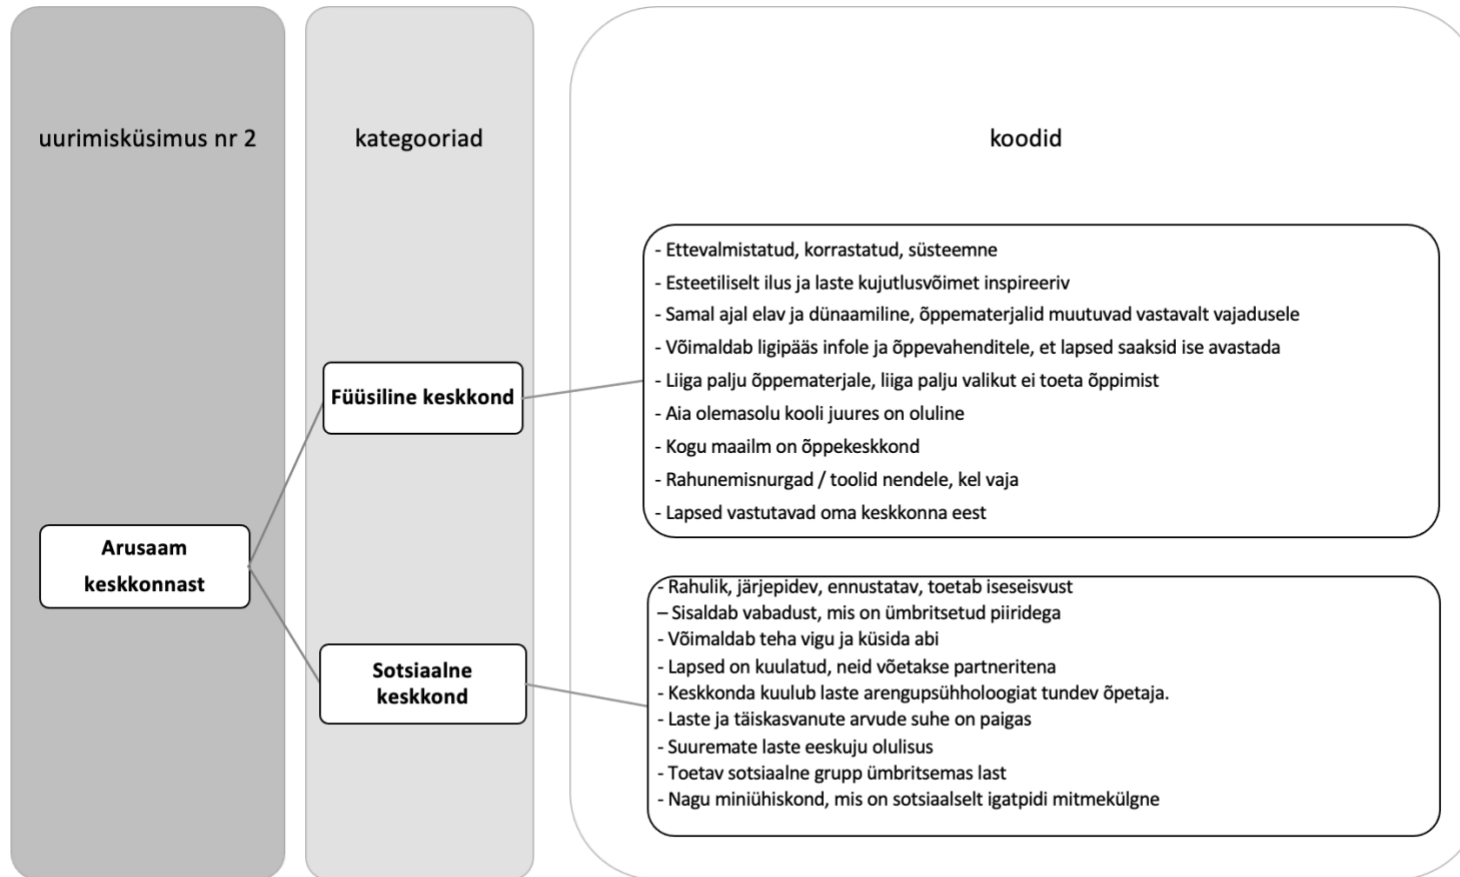 uurimisküsimus nr 2
kategooriad
koodid
Arusaam
keskkonnast
Füüsiline keskkond
- Ettevalmistatud, korrastatud, süsteemne
- Esteetiliselt ilus ja laste kujutlusvõimet inspireeriv
- Samal ajal elav ja dünaamiline, õppematerjalid muutuvad vastavalt vajadusele
- Võimaldab ligipääs infole ja õppevahenditele, et lapsed saaksid ise avastada
- Liiga palju õppematerjale, liiga palju valikut ei toeta õppimist
- Aia olemasolu kooli juures on oluline
- Kogu maailm on õppekeskkond
- Rahunemisnurgad / toolid nendele, kel vaja
- Lapsed vastutavad oma keskkonna eest
Sotsiaalne
keskkond
- Rahulik, järjepidev, ennustatav, toetab iseseisvust
– Sisaldab vabadust, mis on ümbritsetud piiridega
- Võimaldab teha vigu ja küsida abi
- Lapsed on kuulatud, neid võetakse partneritena
- Keskkonda kuulub laste arengupsühholoogiat tundev õpetaja.
- Laste ja täiskasvanute arvude suhe on paigas
- Suuremate laste eeskuju olulisus
- Toetav sotsiaalne grupp ümbritsemas last
- Nagu miniühiskond, mis on sotsiaalselt igatpidi mitmekülgne